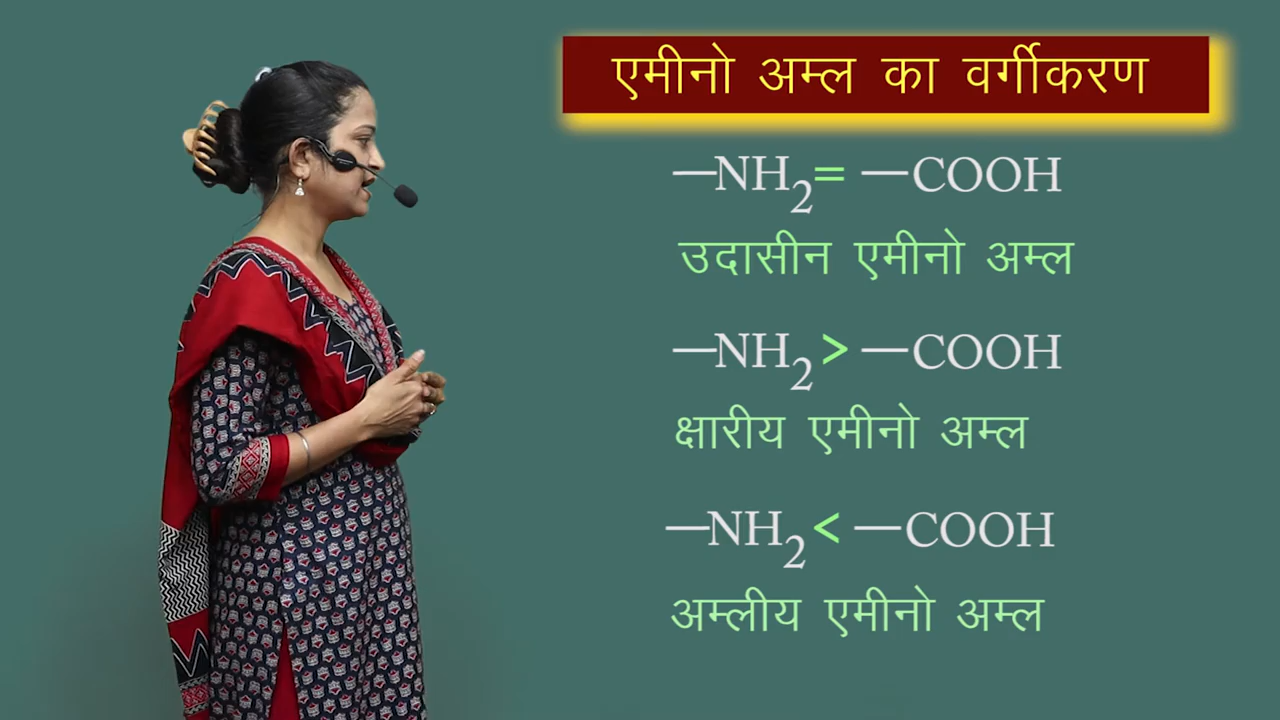 एमीनो अम्ल का वर्गीकरण
—NH₂ = —COOH
उदासीन एमीनो अम्ल
—NH₂ > —COOH
क्षारीय एमीनो अम्ल
—NH₂ < —COOH
अम्लीय एमीनो अम्ल